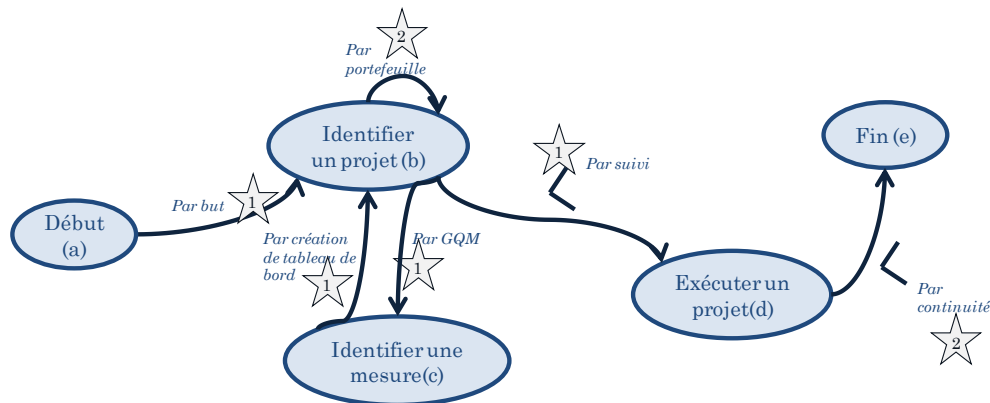 2
Par
portefeuille
Identifier
un projet (b)
Fin (e)
1
Par suivi
Par but
1
Début
(a)
Par création
de tableau de
bord
1
Par GQM
1
Exécuter un
projet(d)
Par
continuité
2
Identifier une
mesure(c)